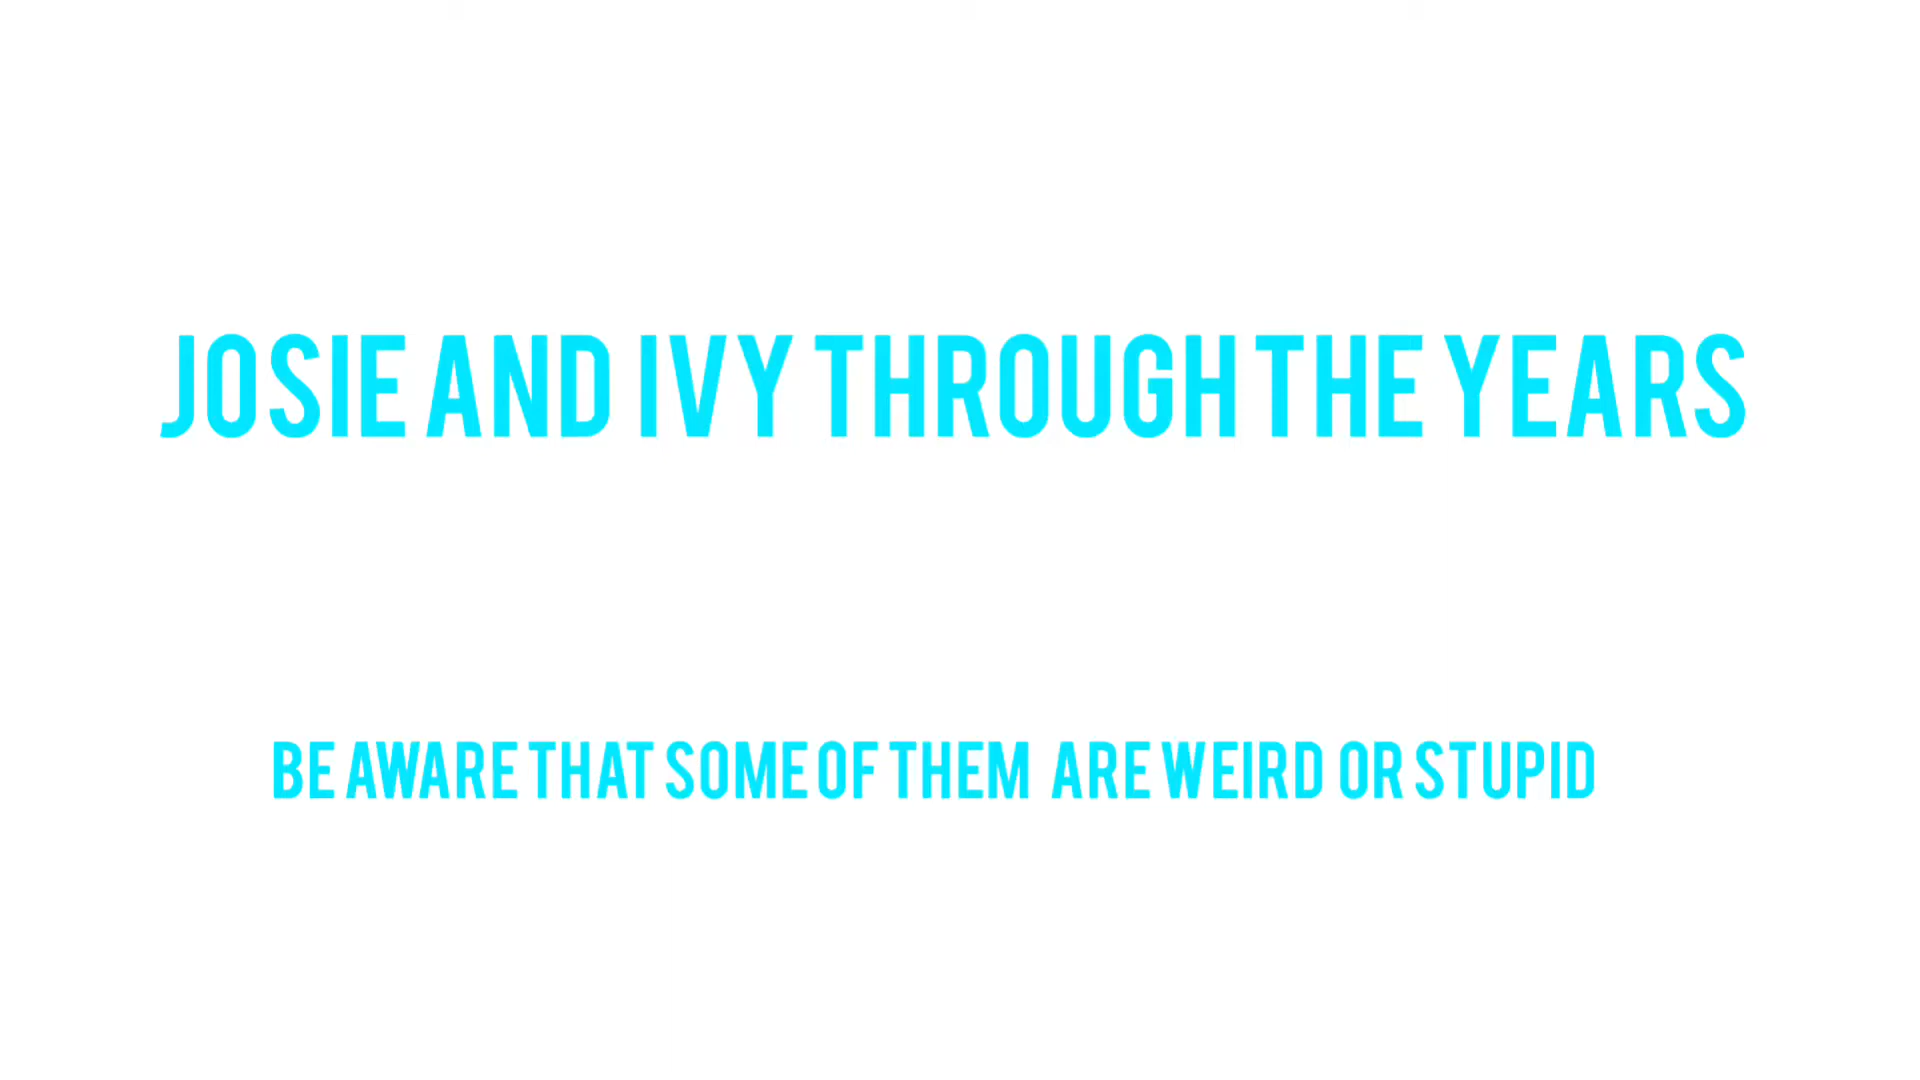 JOSIE AND IVY THROUGH THE YEARS
BE AWARE THAT SOME OF THEM ARE WEIRD OR STUPID